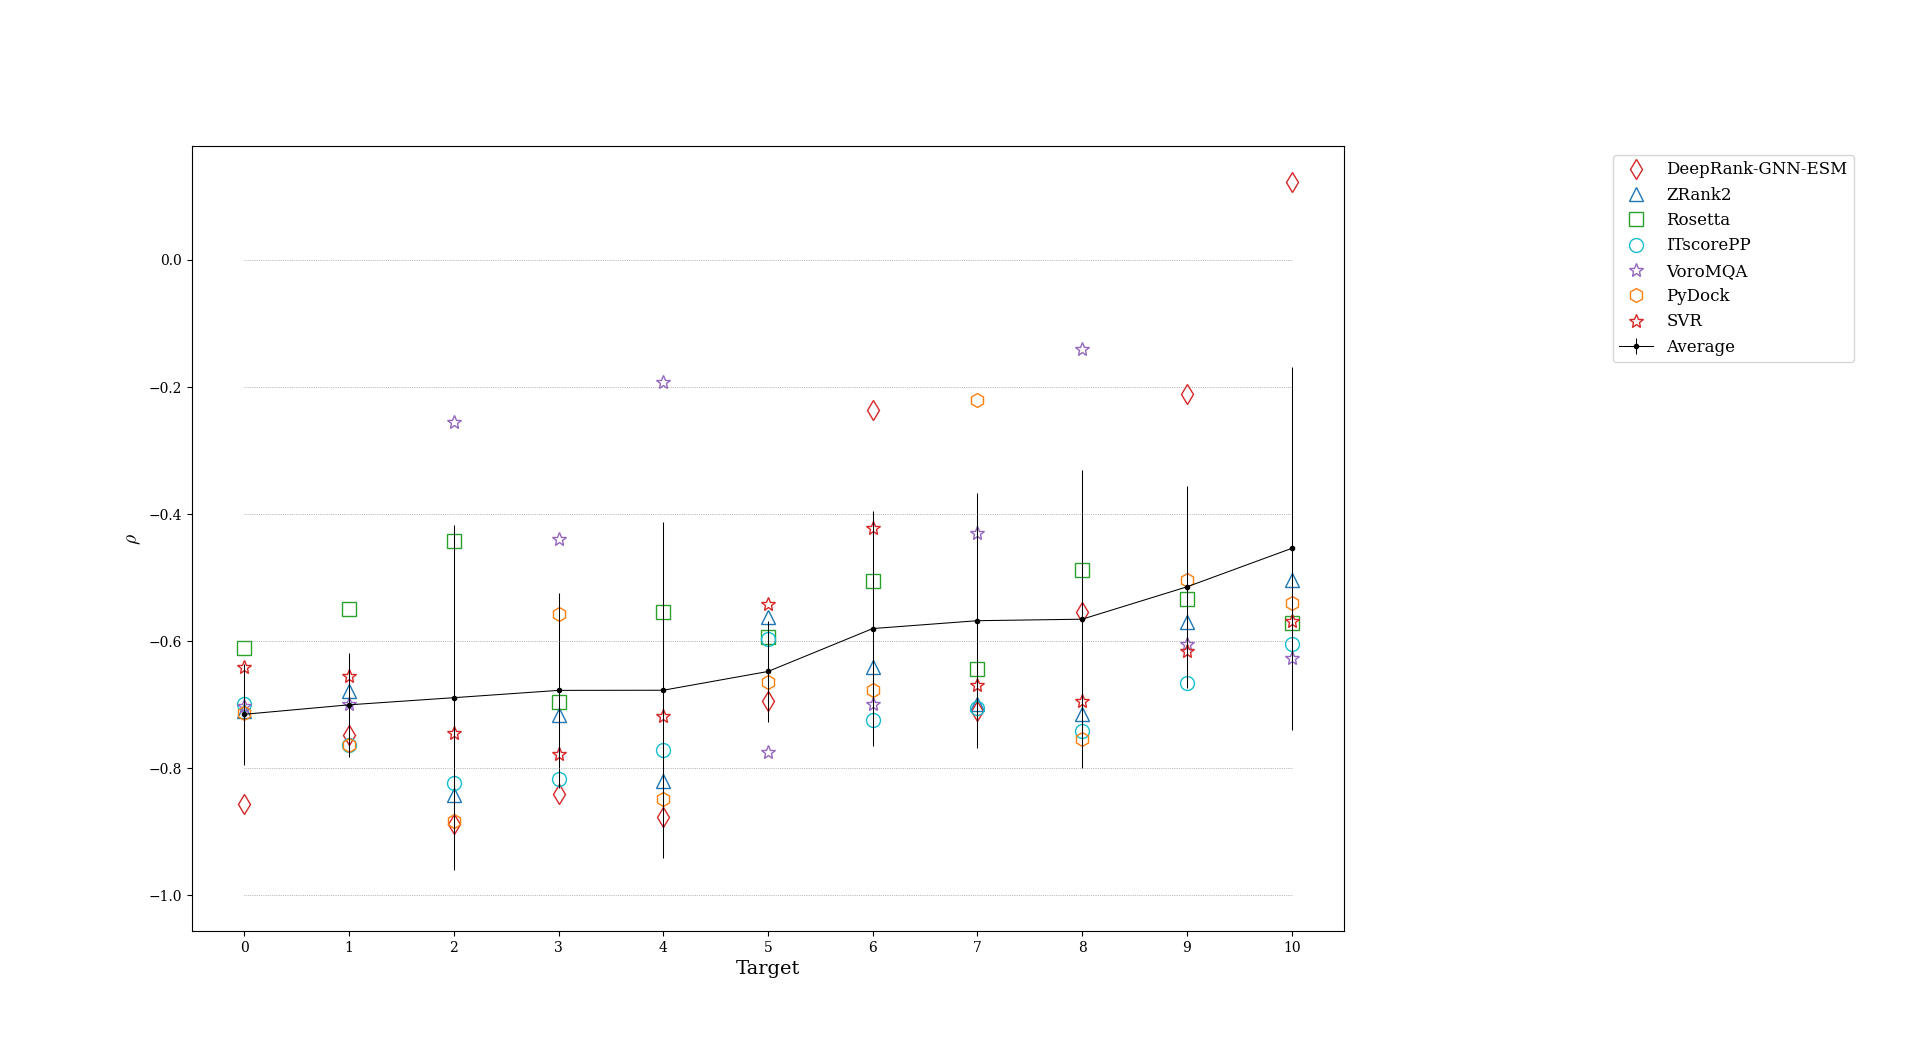 DeepRank-GNN-ESM
ZRank2
Rosetta
ITscorePP
VoroMQA
PyDock
SVR
Average
0.0
−0.2
−0.4
−0.6
−0.8
−1.0
ρ
0 1 2 3 4 5 6 7 8 9 10
Target